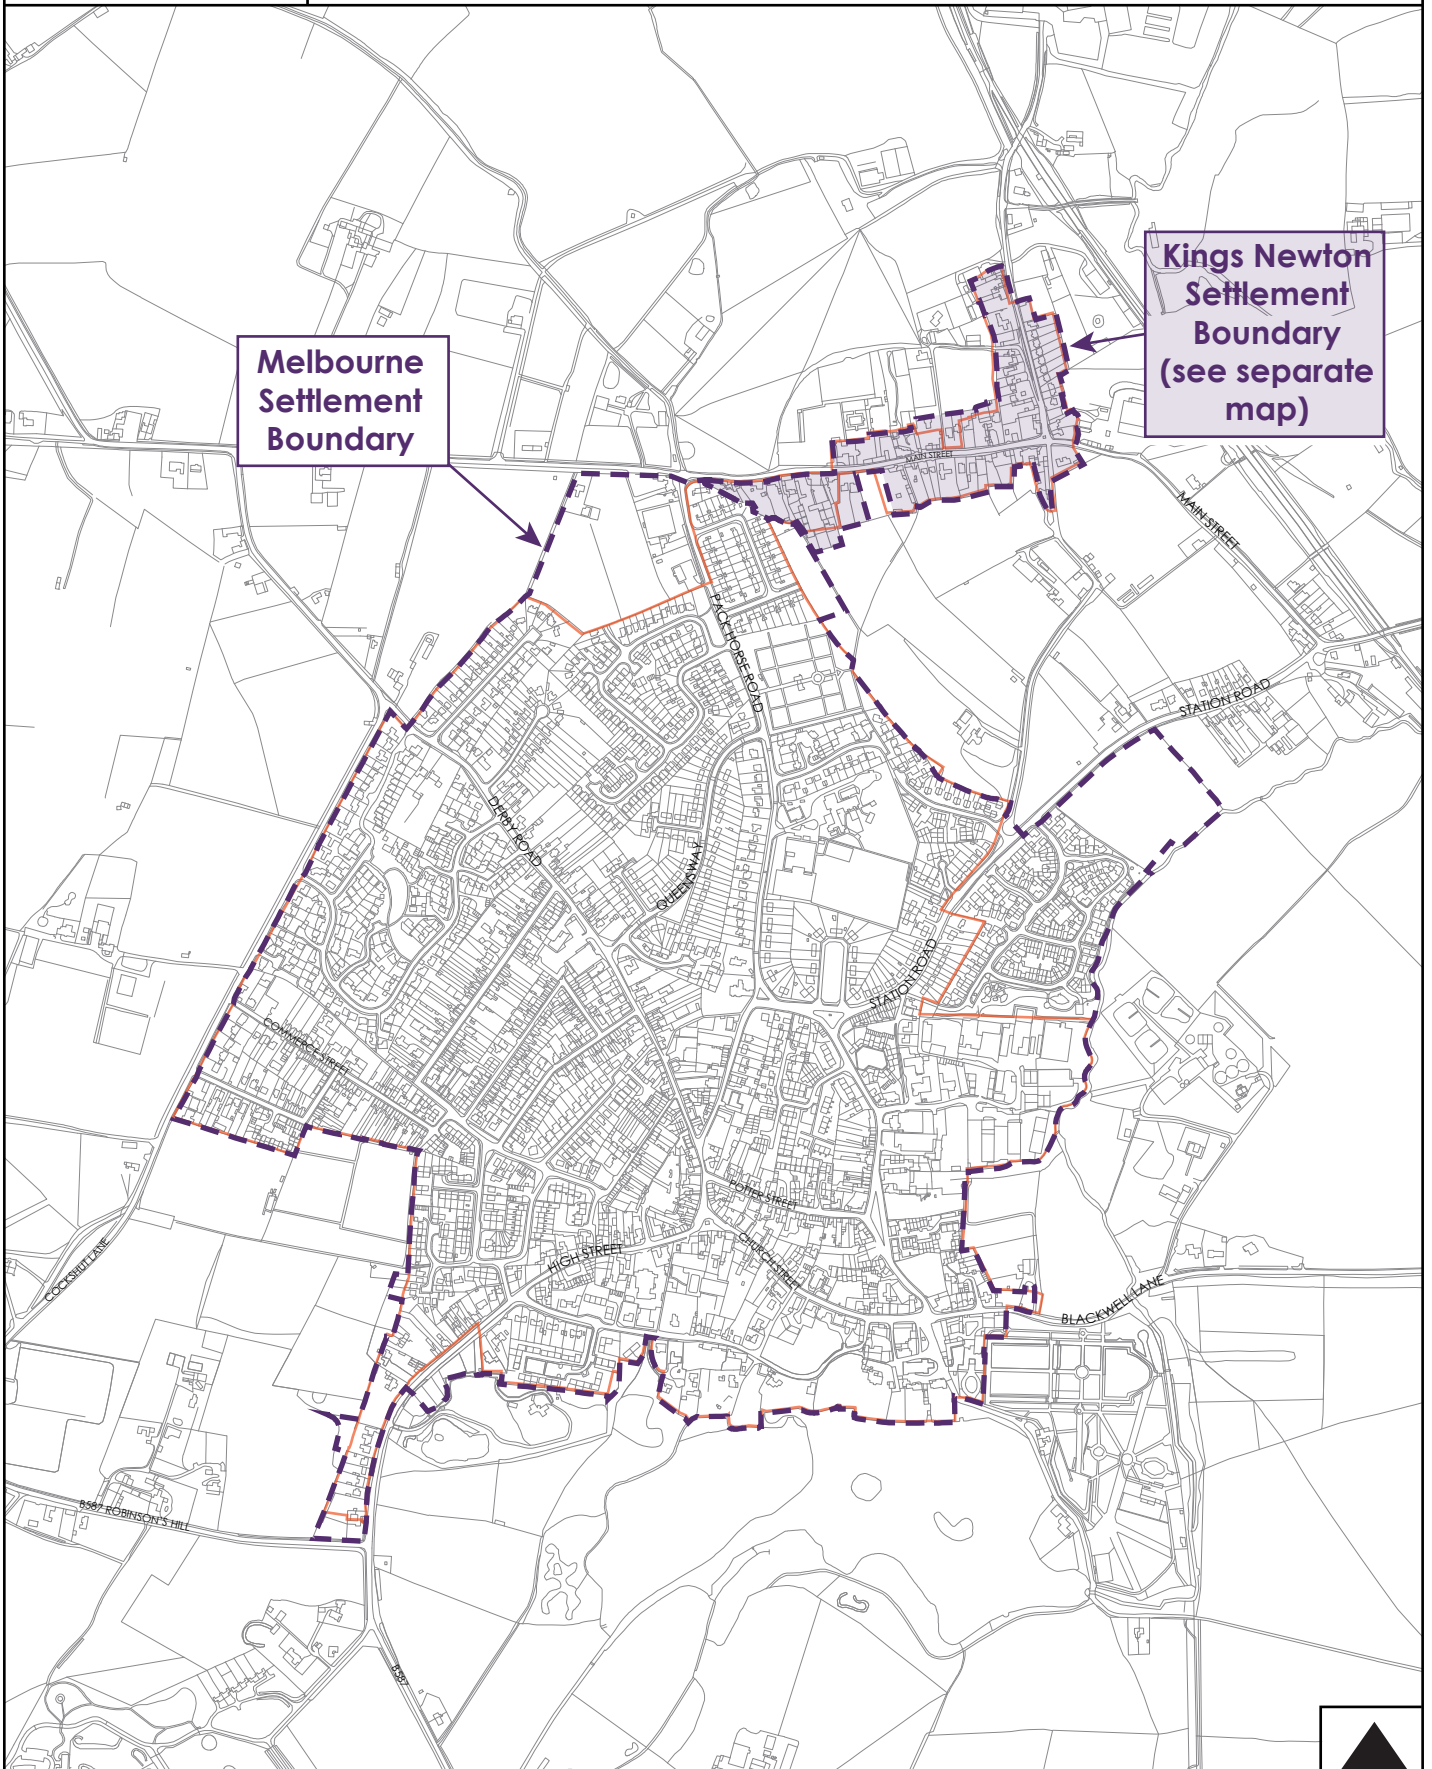 Kings Newton
Settlement
Boundary
(see separate
map)
Melbourne
Settlement
Boundary
MAIN STREET
MAIN STREET
PACK HORSE ROAD
STATION ROAD
DERBY ROAD
QUEENSWAY
STATION ROAD
COMMERCE STREET
POTTER STREET
CHURCH STREET
HIGH STREET
COCKSHUT LANE
BLACKWELL LANE
B587 ROBINSON'S HILL
B587